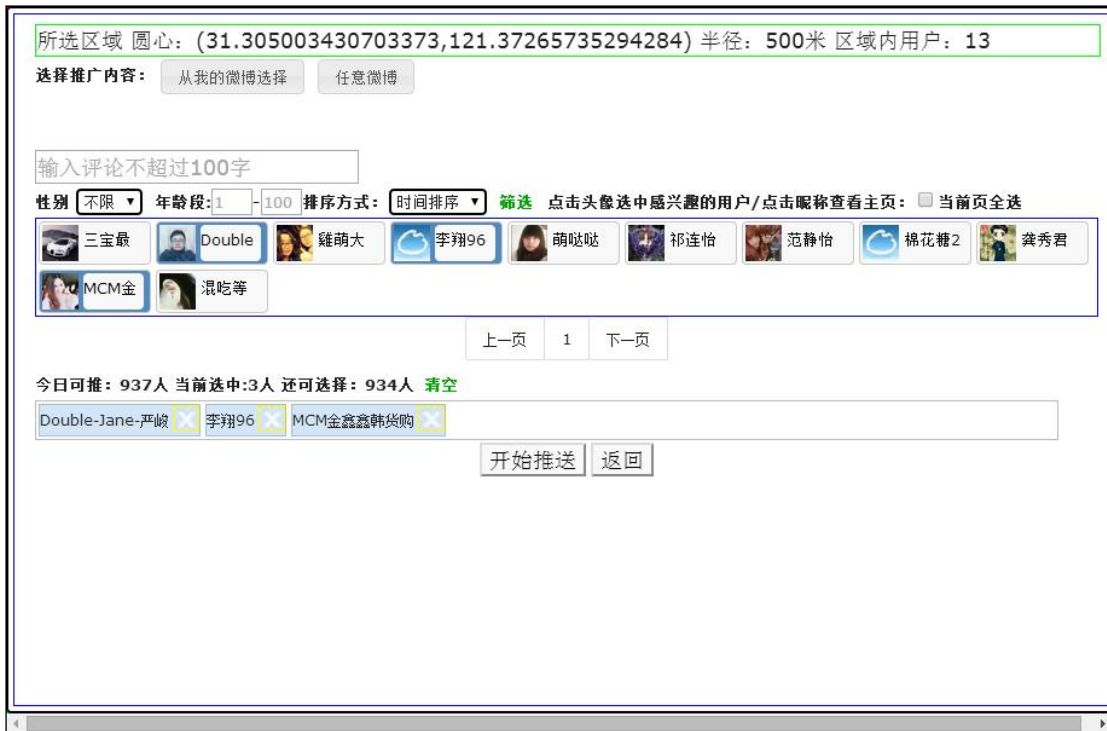 所选区域 圆心：(31.305003430703373,121.37265735294284) 半径：500米 区域内用户：13
选择推广内容： 从我的微博选择 任意微博
输入评论不超过100字
性别 不限 年龄段:1 -100 排序方式： 时间排序 筛选 点击头像选中感兴趣的用户/点击昵称查看主页： 当前页全选
三宝最 Double 雞萌大 李翔96 萌哒哒 祁连怡 范静怡 棉花糖2 龚秀君
MCM金 混吃等
上一页 1 下一页
今日可推：937人 当前选中:3人 还可选择：934人 清空
Double-Jane-严峻 李翔96 MCM金鑫鑫韩货购
开始推送 返回